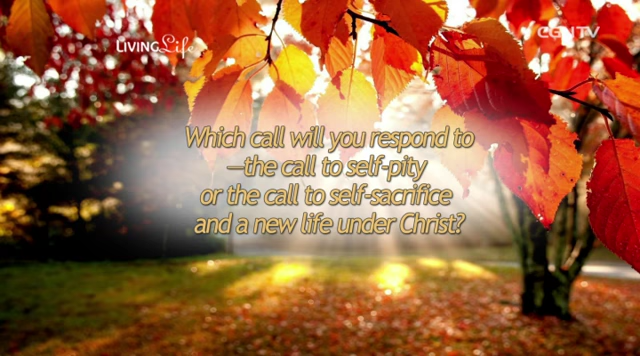 LIVING Life
CGNTV
Which call will you respond to
—the call to self-pity
or the call to self-sacrifice
and a new life under Christ?